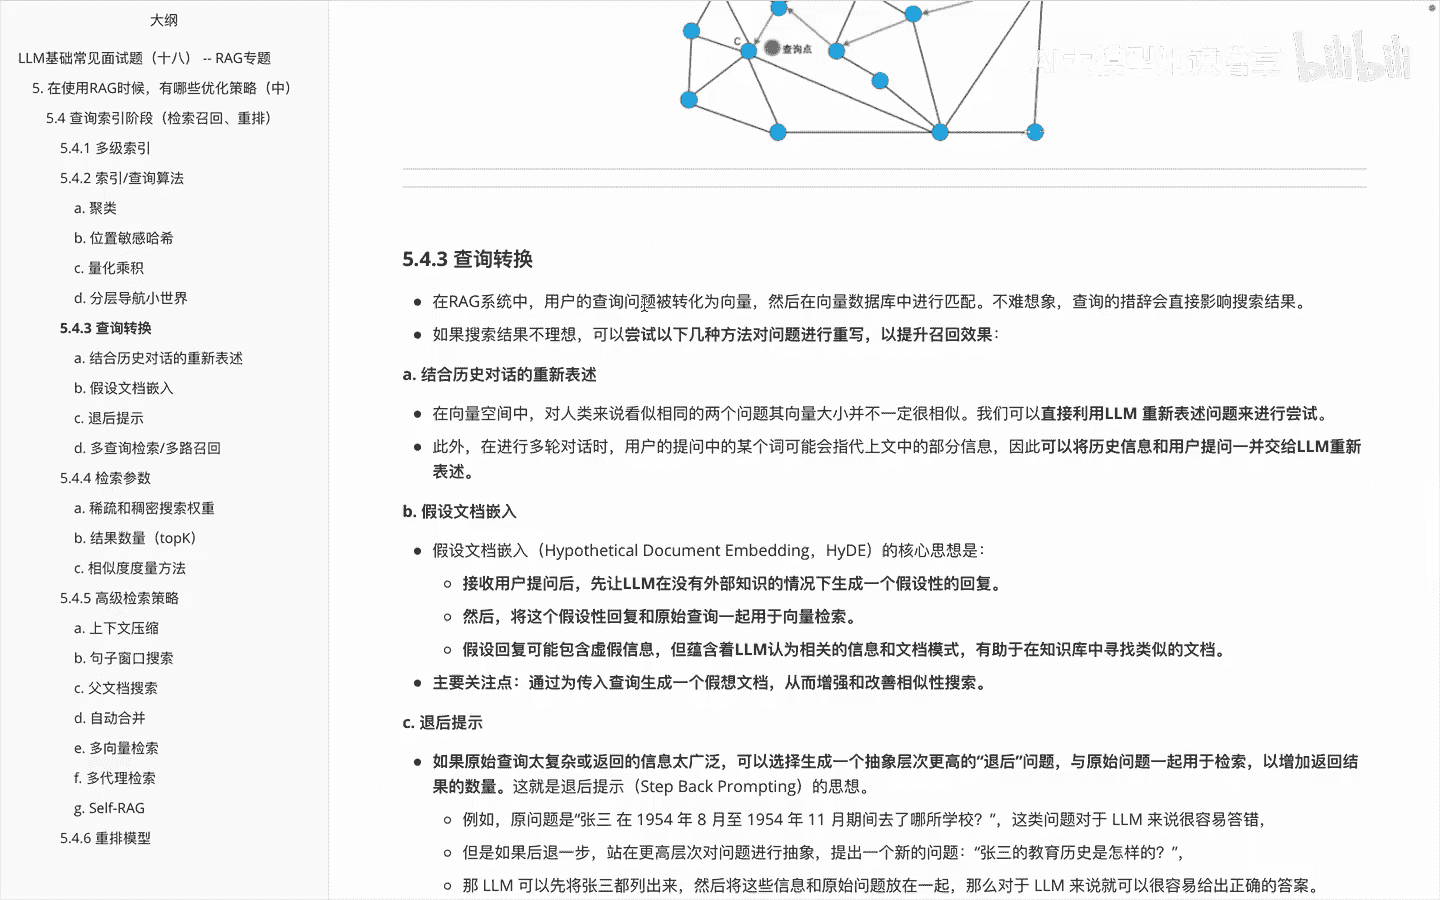 大纲
LLM基础常见面试题（十八） -- RAG专题
5. 在使用RAG时候，有哪些优化策略（中）
5.4 查询索引阶段（检索召回、重排）
5.4.1 多级索引
5.4.2 索引/查询算法
a. 聚类
b. 位置敏感哈希
c. 量化乘积
d. 分层导航小世界
5.4.3 查询转换
a. 结合历史对话的重新表述
b. 假设文档嵌入
c. 退后提示
d. 多查询检索/多路召回
5.4.4 检索参数
a. 稀疏和稠密搜索权重
b. 结果数量（topK）
c. 相似度度量方法
5.4.5 高级检索策略
a. 上下文压缩
b. 句子窗口搜索
c. 父文档搜索
d. 自动合并
e. 多向量检索
f. 多代理检索
g. Self-RAG
5.4.6 重排模型
C
查询点
bilibili
5.4.3 查询转换
在RAG系统中，用户的查询问题被转化为向量，然后在向量数据库中进行匹配。不难想象，查询的措辞会直接影响搜索结果。
如果搜索结果不理想，可以尝试以下几种方法对问题进行重写，以提升召回效果：
a. 结合历史对话的重新表述
在向量空间中，对人类来说看似相同的两个问题其向量大小并不一定很相似。我们可以直接利用LLM 重新表述问题来进行尝试。
此外，在进行多轮对话时，用户的提问中的某个词可能会指代上文中的部分信息，因此可以将历史信息和用户提问一并交给LLM重新
表述。
b. 假设文档嵌入
假设文档嵌入（Hypothetical Document Embedding，HyDE）的核心思想是：
接收用户提问后，先让LLM在没有外部知识的情况下生成一个假设性的回复。
然后，将这个假设性回复和原始查询一起用于向量检索。
假设回复可能包含虚假信息，但蕴含着LLM认为相关的信息和文档模式，有助于在知识库中寻找类似的文档。
主要关注点：通过为传入查询生成一个假想文档，从而增强和改善相似性搜索。
c. 退后提示
如果原始查询太复杂或返回的信息太广泛，可以选择生成一个抽象层次更高的“退后”问题，与原始问题一起用于检索，以增加返回结
果的数量。这就是退后提示（Step Back Prompting）的思想。
例如，原问题是“张三 在 1954 年 8 月至 1954 年 11 月期间去了哪所学校？”，这类问题对于 LLM 来说很容易答错，
但是如果后退一步，站在更高层次对问题进行抽象，提出一个新的问题：“张三的教育历史是怎样的？”，
那 LLM 可以先将张三都列出来，然后将这些信息和原始问题放在一起，那么对于 LLM 来说就可以很容易给出正确的答案。